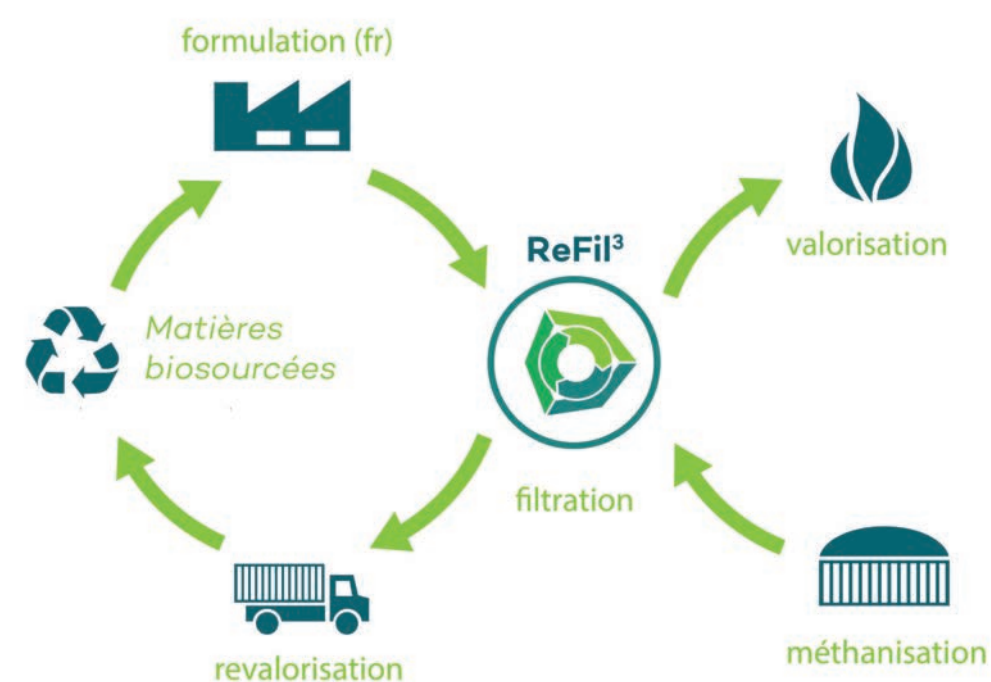 formulation (fr)
ReFil³
valorisation
Matières
biosourcées
filtration
revalorisation
méthanisation